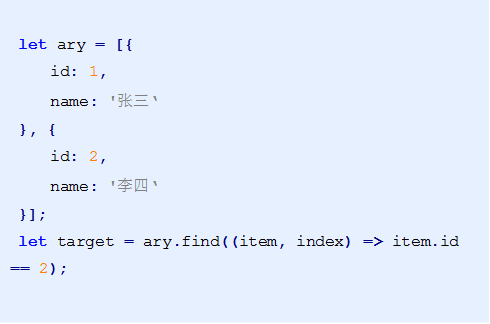 let ary = [{
id: 1,
name: '张三‘
}, {
id: 2,
name: '李四‘
}];
let target = ary.find((item, index) => item.id
== 2);